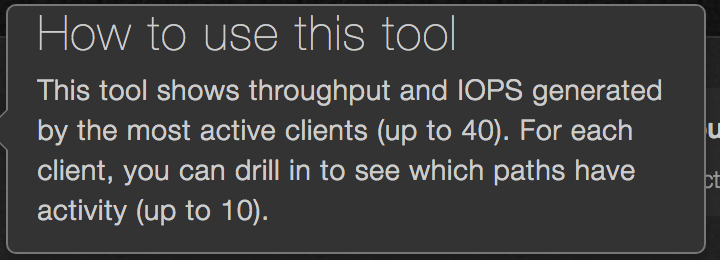 How to use this tool
This tool shows throughput and IOPS generated
by the most active clients (up to 40). For each
client, you can drill in to see which paths have
activity (up to 10).